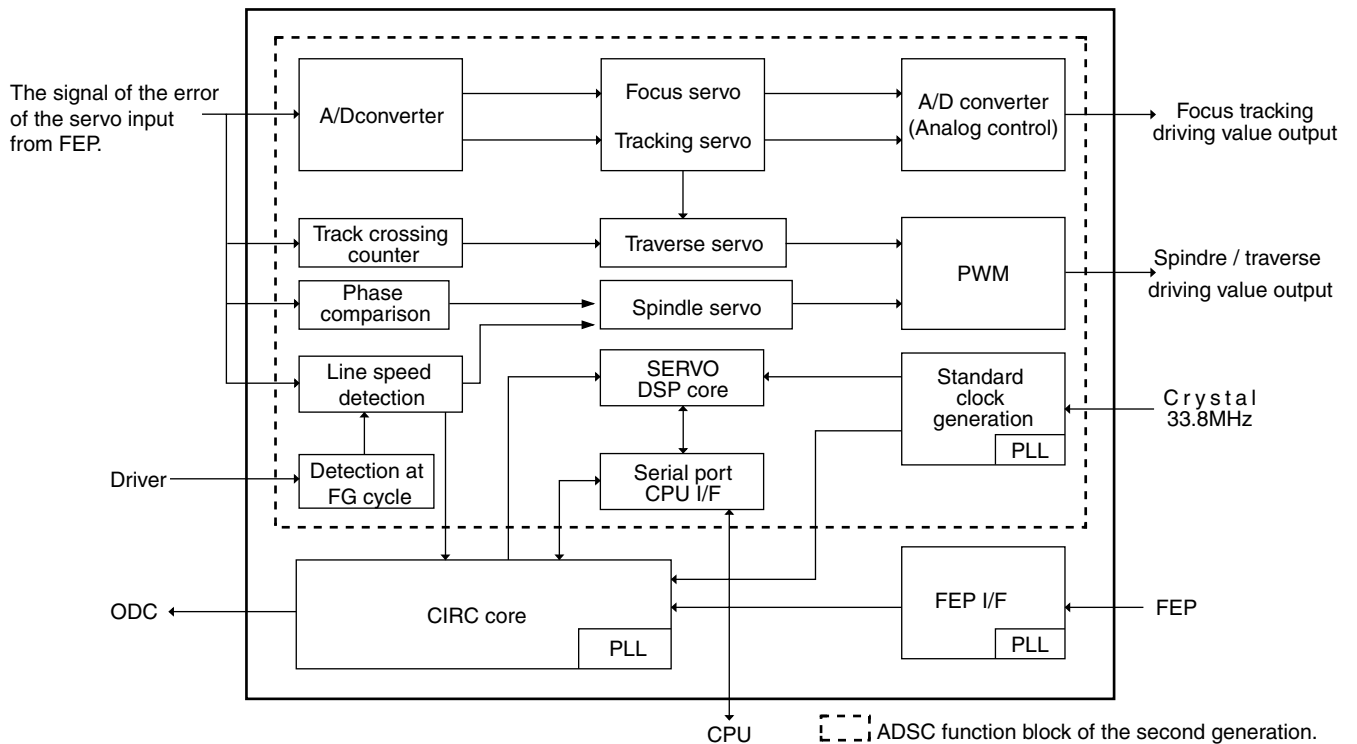 The signal of the error
of the servo input
from FEP.
A/Dconverter
Focus servo
Tracking servo
A/D converter
(Analog control)
Focus tracking
driving value output
Track crossing
counter
Traverse servo
PWM
Spindre / traverse
driving value output
Phase
comparison
Spindle servo
Line speed
detection
SERVO
DSP core
Standard
clock
generation
PLL
Crystal
33.8MHz
Driver
Detection at
FG cycle
Serial port
CPU I/F
ODC
CIRC core
PLL
FEP I/F
PLL
FEP
CPU
ADSC function block of the second generation.